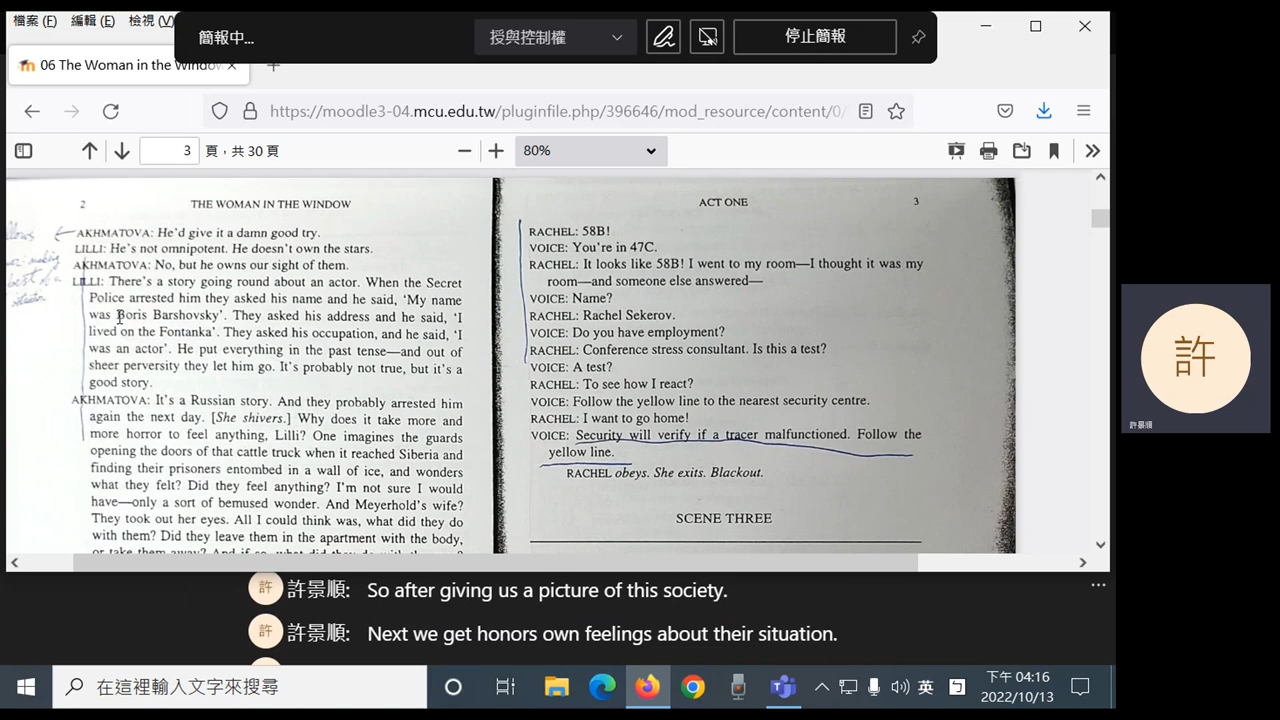 檔案 (F) 編輯 (E) 檢視 (V)
簡報中...
授與控制權
停止簡報
06 The Woman in the Window
https://moodle3-04.mcu.edu.tw/pluginfile.php/396646/mod_resource/content/0/
3 頁，共 30 頁
80%
2 THE WOMAN IN THE WINDOW
AKHMATOVA: He'd give it a damn good try.
LILLI: He's not omnipotent. He doesn't own the stars.
AKHMATOVA: No, but he owns our sight of them.
LILLI: There's a story going round about an actor. When the Secret
Police arrested him they asked his name and he said, 'My name
was Boris Barshovsky'. They asked his address and he said, 'I
lived on the Fontanka'. They asked his occupation, and he said, 'I
was an actor'. He put everything in the past tense—and out of
sheer perversity they let him go. It's probably not true, but it's a
good story.
AKHMATOVA: It's a Russian story. And they probably arrested him
again the next day. [She shivers.] Why does it take more and
more horror to feel anything, Lilli? One imagines the guards
opening the doors of that cattle truck when it reached Siberia and
finding their prisoners entombed in a wall of ice, and wonders
what they felt? Did they feel anything? I'm not sure I would
have—only a sort of bemused wonder. And Meyerhold's wife?
They took out her eyes. All I could think was, what did they do
with them? Did they leave them in the apartment with the body,
or take them away? And if so, what did they do with them?
ACT ONE 3
RACHEL: 58B!
VOICE: You're in 47C.
RACHEL: It looks like 58B! I went to my room—I thought it was my
room—and someone else answered—
VOICE: Name?
RACHEL: Rachel Sekerov.
VOICE: Do you have employment?
RACHEL: Conference stress consultant. Is this a test?
VOICE: A test?
RACHEL: To see how I react?
VOICE: Follow the yellow line to the nearest security centre.
RACHEL: I want to go home!
VOICE: Security will verify if a tracer malfunctioned. Follow the
yellow line.
RACHEL obeys. She exits. Blackout.
SCENE THREE
許
許景順
許 許景順: So after giving us a picture of this society.
許 許景順: Next we get honors own feelings about their situation.
在這裡輸入文字來搜尋
英
下午 04:16
2022/10/13